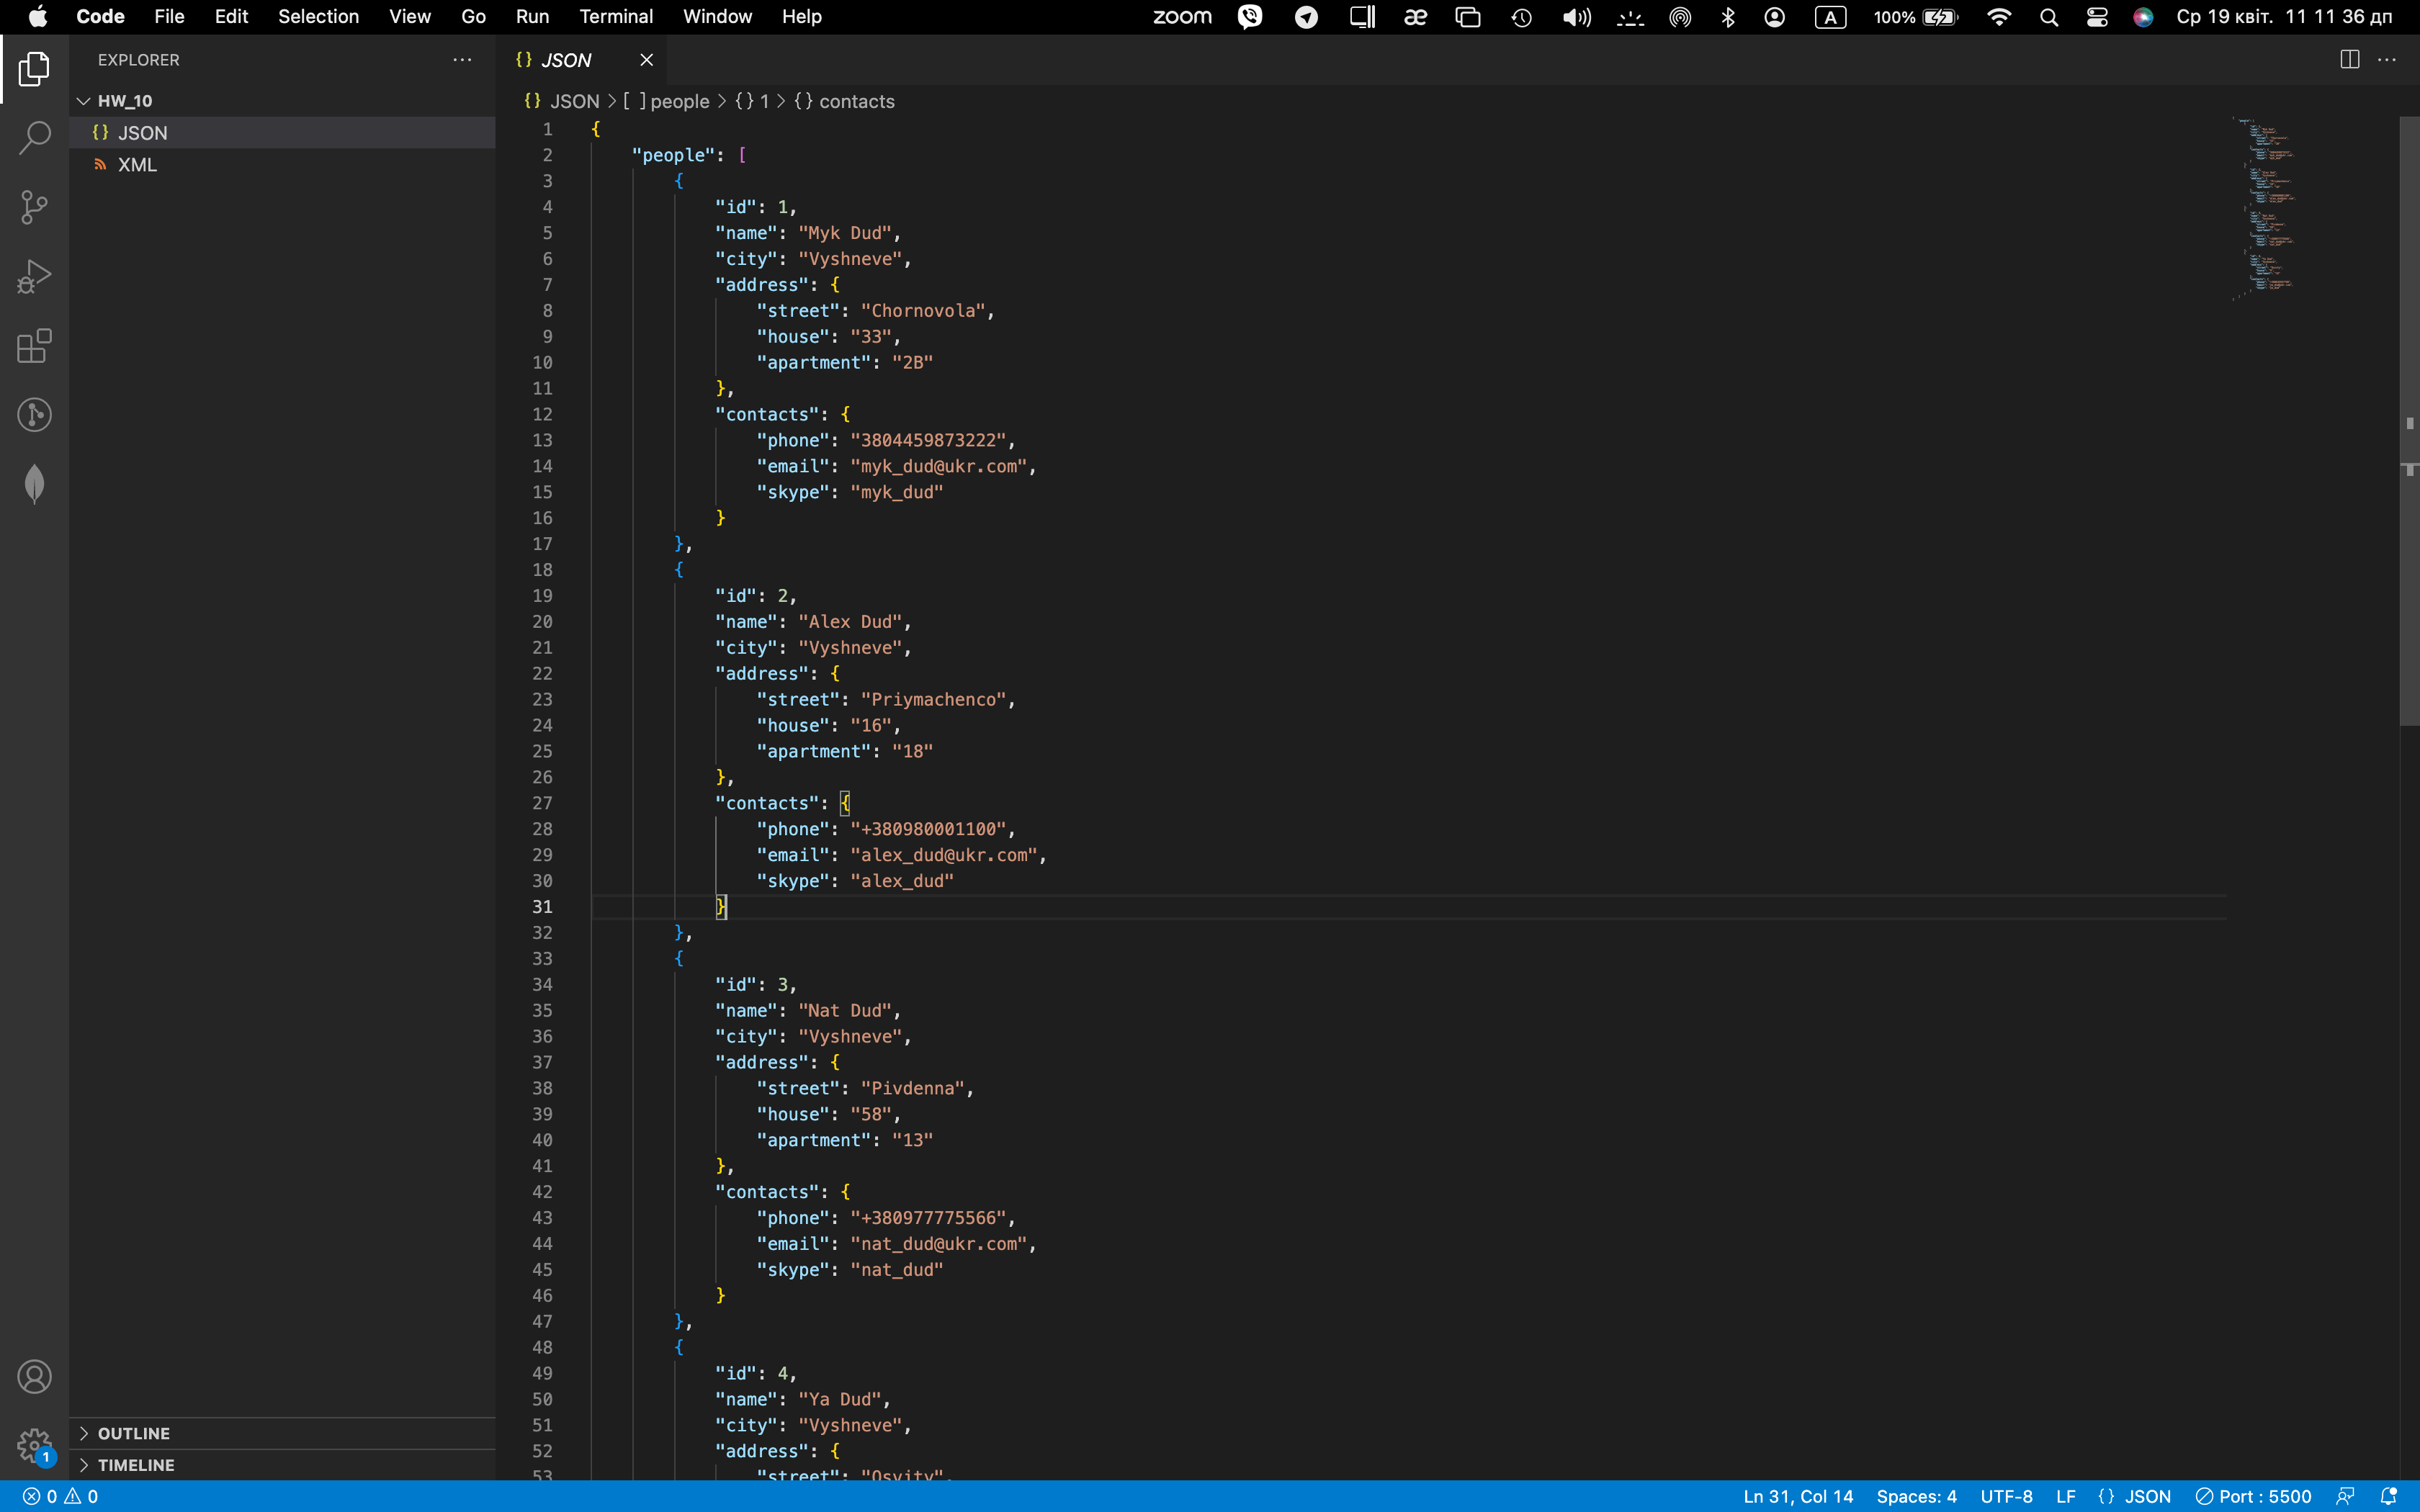 Code File Edit Selection View Go Run Terminal Window Help zoom æ A 100% Ср 19 квіт. 11 11 36 дп
EXPLORER
HW_10
{} JSON
XML
OUTLINE
TIMELINE
{} JSON
{} JSON > [ ] people > {} 1 > {} contacts
1 {
2 "people": [
3 {
4 "id": 1,
5 "name": "Myk Dud",
6 "city": "Vyshneve",
7 "address": {
8 "street": "Chornovola",
9 "house": "33",
10 "apartment": "2B"
11 },
12 "contacts": {
13 "phone": "3804459873222",
14 "email": "myk_dud@ukr.com",
15 "skype": "myk_dud"
16 }
17 },
18 {
19 "id": 2,
20 "name": "Alex Dud",
21 "city": "Vyshneve",
22 "address": {
23 "street": "Priymachenco",
24 "house": "16",
25 "apartment": "18"
26 },
27 "contacts": {
28 "phone": "+380980001100",
29 "email": "alex_dud@ukr.com",
30 "skype": "alex_dud"
31 }
32 },
33 {
34 "id": 3,
35 "name": "Nat Dud",
36 "city": "Vyshneve",
37 "address": {
38 "street": "Pivdenna",
39 "house": "58",
40 "apartment": "13"
41 },
42 "contacts": {
43 "phone": "+380977775566",
44 "email": "nat_dud@ukr.com",
45 "skype": "nat_dud"
46 }
47 },
48 {
49 "id": 4,
50 "name": "Ya Dud",
51 "city": "Vyshneve",
52 "address": {
53 "street": "Osvity",
1
0 0 Ln 31, Col 14 Spaces: 4 UTF-8 LF {} JSON Port : 5500